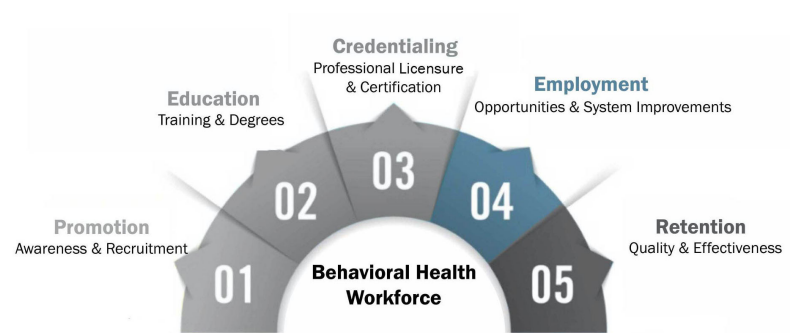 Promotion
Awareness & Recruitment
01
Education
Training & Degrees
02
Credentialing
Professional Licensure
& Certification
03
Employment
Opportunities & System Improvements
04
Retention
Quality & Effectiveness
05
Behavioral Health
Workforce